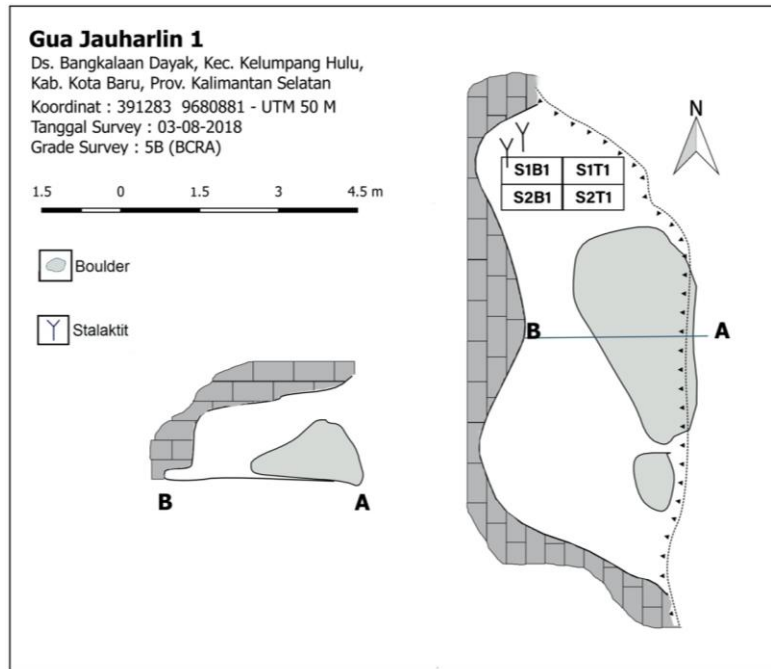 Gua Jauharlin 1
Ds. Bangkalaan Dayak, Kec. Kelumpang Hulu,
Kab. Kota Baru, Prov. Kalimantan Selatan
Koordinat : 391283 9680881 - UTM 50 M
Tanggal Survey : 03-08-2018
Grade Survey : 5B (BCRA)
1.5 0 1.5 3 4.5 m
Boulder
Stalaktit
B A
N
S1B1 S1T1
S2B1 S2T1
B A